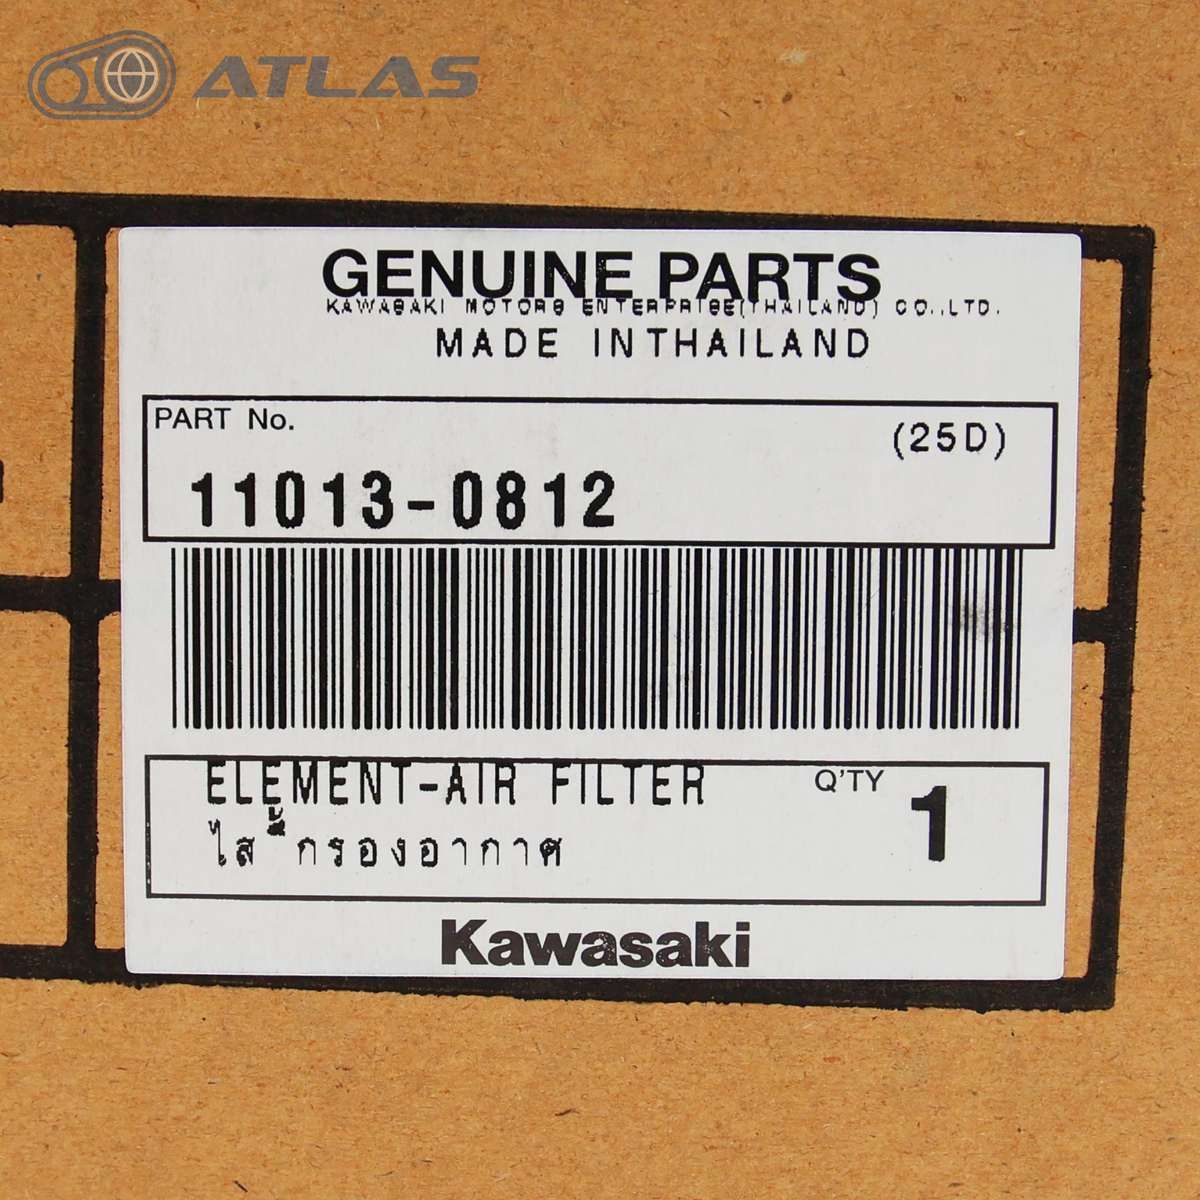 ATLAS
GENUINE PARTS
KAWASAKI MOTORS ENTERPRISE(THAILAND) CO.,LTD.
MADE INTHAILAND
PART No.
(25D)
11013-0812
ELEMENT-AIR FILTER
Q'TY
1
ไส้กรองอากาศ
Kawasaki